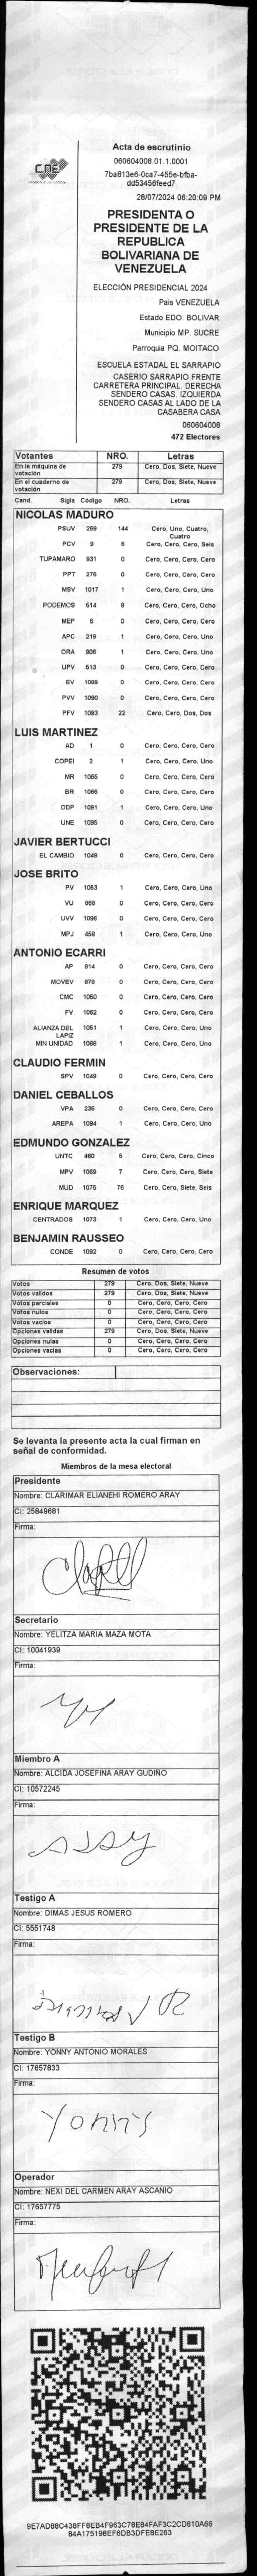 CNE
Acta de escrutinio
060604008.01.1.0001
7ba813e6-0ca7-455e-bfba-
dd53456feed7
28/07/2024 06:20:09 PM
PRESIDENTA O
PRESIDENTE DE LA
REPUBLICA
BOLIVARIANA DE
VENEZUELA
ELECCIÓN PRESIDENCIAL 2024
País VENEZUELA
Estado EDO. BOLIVAR
Municipio MP. SUCRE
Parroquia PQ. MOITACO
ESCUELA ESTADAL EL SARRAPIO
CASERIO SARRAPIO FRENTE
CARRETERA PRINCIPAL. DERECHA
SENDERO CASAS. IZQUIERDA
SENDERO CASAS AL LADO DE LA
CASABERA CASA
060604008
472 Electores
Votantes NRO. Letras
En la máquina de votación 279 Cero, Dos, Siete, Nueve
En el cuaderno de votación 279 Cero, Dos, Siete, Nueve
Cand. Sigla Código NRO. Letras
NICOLAS MADURO
PSUV 269 144 Cero, Uno, Cuatro, Cuatro
PCV 9 6 Cero, Cero, Cero, Seis
TUPAMARO 931 0 Cero, Cero, Cero, Cero
PPT 276 0 Cero, Cero, Cero, Cero
MSV 1017 1 Cero, Cero, Cero, Uno
PODEMOS 514 8 Cero, Cero, Cero, Ocho
MEP 6 0 Cero, Cero, Cero, Cero
APC 219 1 Cero, Cero, Cero, Uno
ORA 906 1 Cero, Cero, Cero, Uno
UPV 513 0 Cero, Cero, Cero, Cero
EV 1089 0 Cero, Cero, Cero, Cero
PVV 1090 0 Cero, Cero, Cero, Cero
PFV 1093 22 Cero, Cero, Dos, Dos
LUIS MARTINEZ
AD 1 0 Cero, Cero, Cero, Cero
COPEI 2 1 Cero, Cero, Cero, Uno
MR 1065 0 Cero, Cero, Cero, Cero
BR 1066 0 Cero, Cero, Cero, Cero
DDP 1091 1 Cero, Cero, Cero, Uno
UNE 1095 0 Cero, Cero, Cero, Cero
JAVIER BERTUCCI
EL CAMBIO 1048 0 Cero, Cero, Cero, Cero
JOSE BRITO
PV 1053 1 Cero, Cero, Cero, Uno
VU 868 0 Cero, Cero, Cero, Cero
UVV 1096 0 Cero, Cero, Cero, Cero
MPJ 458 1 Cero, Cero, Cero, Uno
ANTONIO ECARRI
AP 814 0 Cero, Cero, Cero, Cero
MOVEV 878 0 Cero, Cero, Cero, Cero
CMC 1050 0 Cero, Cero, Cero, Cero
FV 1062 0 Cero, Cero, Cero, Cero
ALIANZA DEL LAPIZ 1051 1 Cero, Cero, Cero, Uno
MIN UNIDAD 1068 1 Cero, Cero, Cero, Uno
CLAUDIO FERMIN
SPV 1049 0 Cero, Cero, Cero, Cero
DANIEL CEBALLOS
VPA 236 0 Cero, Cero, Cero, Cero
AREPA 1094 1 Cero, Cero, Cero, Uno
EDMUNDO GONZALEZ
UNTC 460 5 Cero, Cero, Cero, Cinco
MPV 1069 7 Cero, Cero, Cero, Siete
MUD 1075 76 Cero, Cero, Siete, Seis
ENRIQUE MARQUEZ
CENTRADOS 1073 1 Cero, Cero, Cero, Uno
BENJAMIN RAUSSEO
CONDE 1092 0 Cero, Cero, Cero, Cero
Resumen de votos
Votos 279 Cero, Dos, Siete, Nueve
Votos validos 279 Cero, Dos, Siete, Nueve
Votos parciales 0 Cero, Cero, Cero, Cero
Votos nulos 0 Cero, Cero, Cero, Cero
Votos vacios 0 Cero, Cero, Cero, Cero
Opciones validas 279 Cero, Dos, Siete, Nueve
Opciones nulas 0 Cero, Cero, Cero, Cero
Opciones vacias 0 Cero, Cero, Cero, Cero
Observaciones:
Se levanta la presente acta la cual firman en
señal de conformidad.
Miembros de la mesa electoral
Presidente
Nombre: CLARIMAR ELIANEHI ROMERO ARAY
CI: 25849681
Firma:
Secretario
Nombre: YELITZA MARIA MAZA MOTA
CI: 10041939
Firma:
Miembro A
Nombre: ALCIDA JOSEFINA ARAY GUDIÑO
CI: 10572245
Firma:
Testigo A
Nombre: DIMAS JESUS ROMERO
CI: 5551748
Firma:
Testigo B
Nombre: YONNY ANTONIO MORALES
CI: 17657833
Firma:
Yonny
Operador
Nombre: NEXI DEL CARMEN ARAY ASCANIO
CI: 17657775
Firma:
9E7AD88C438FF8EB4F963C78E84FAF3C2CD610A66
84A175198EF6DB3DFE8E263